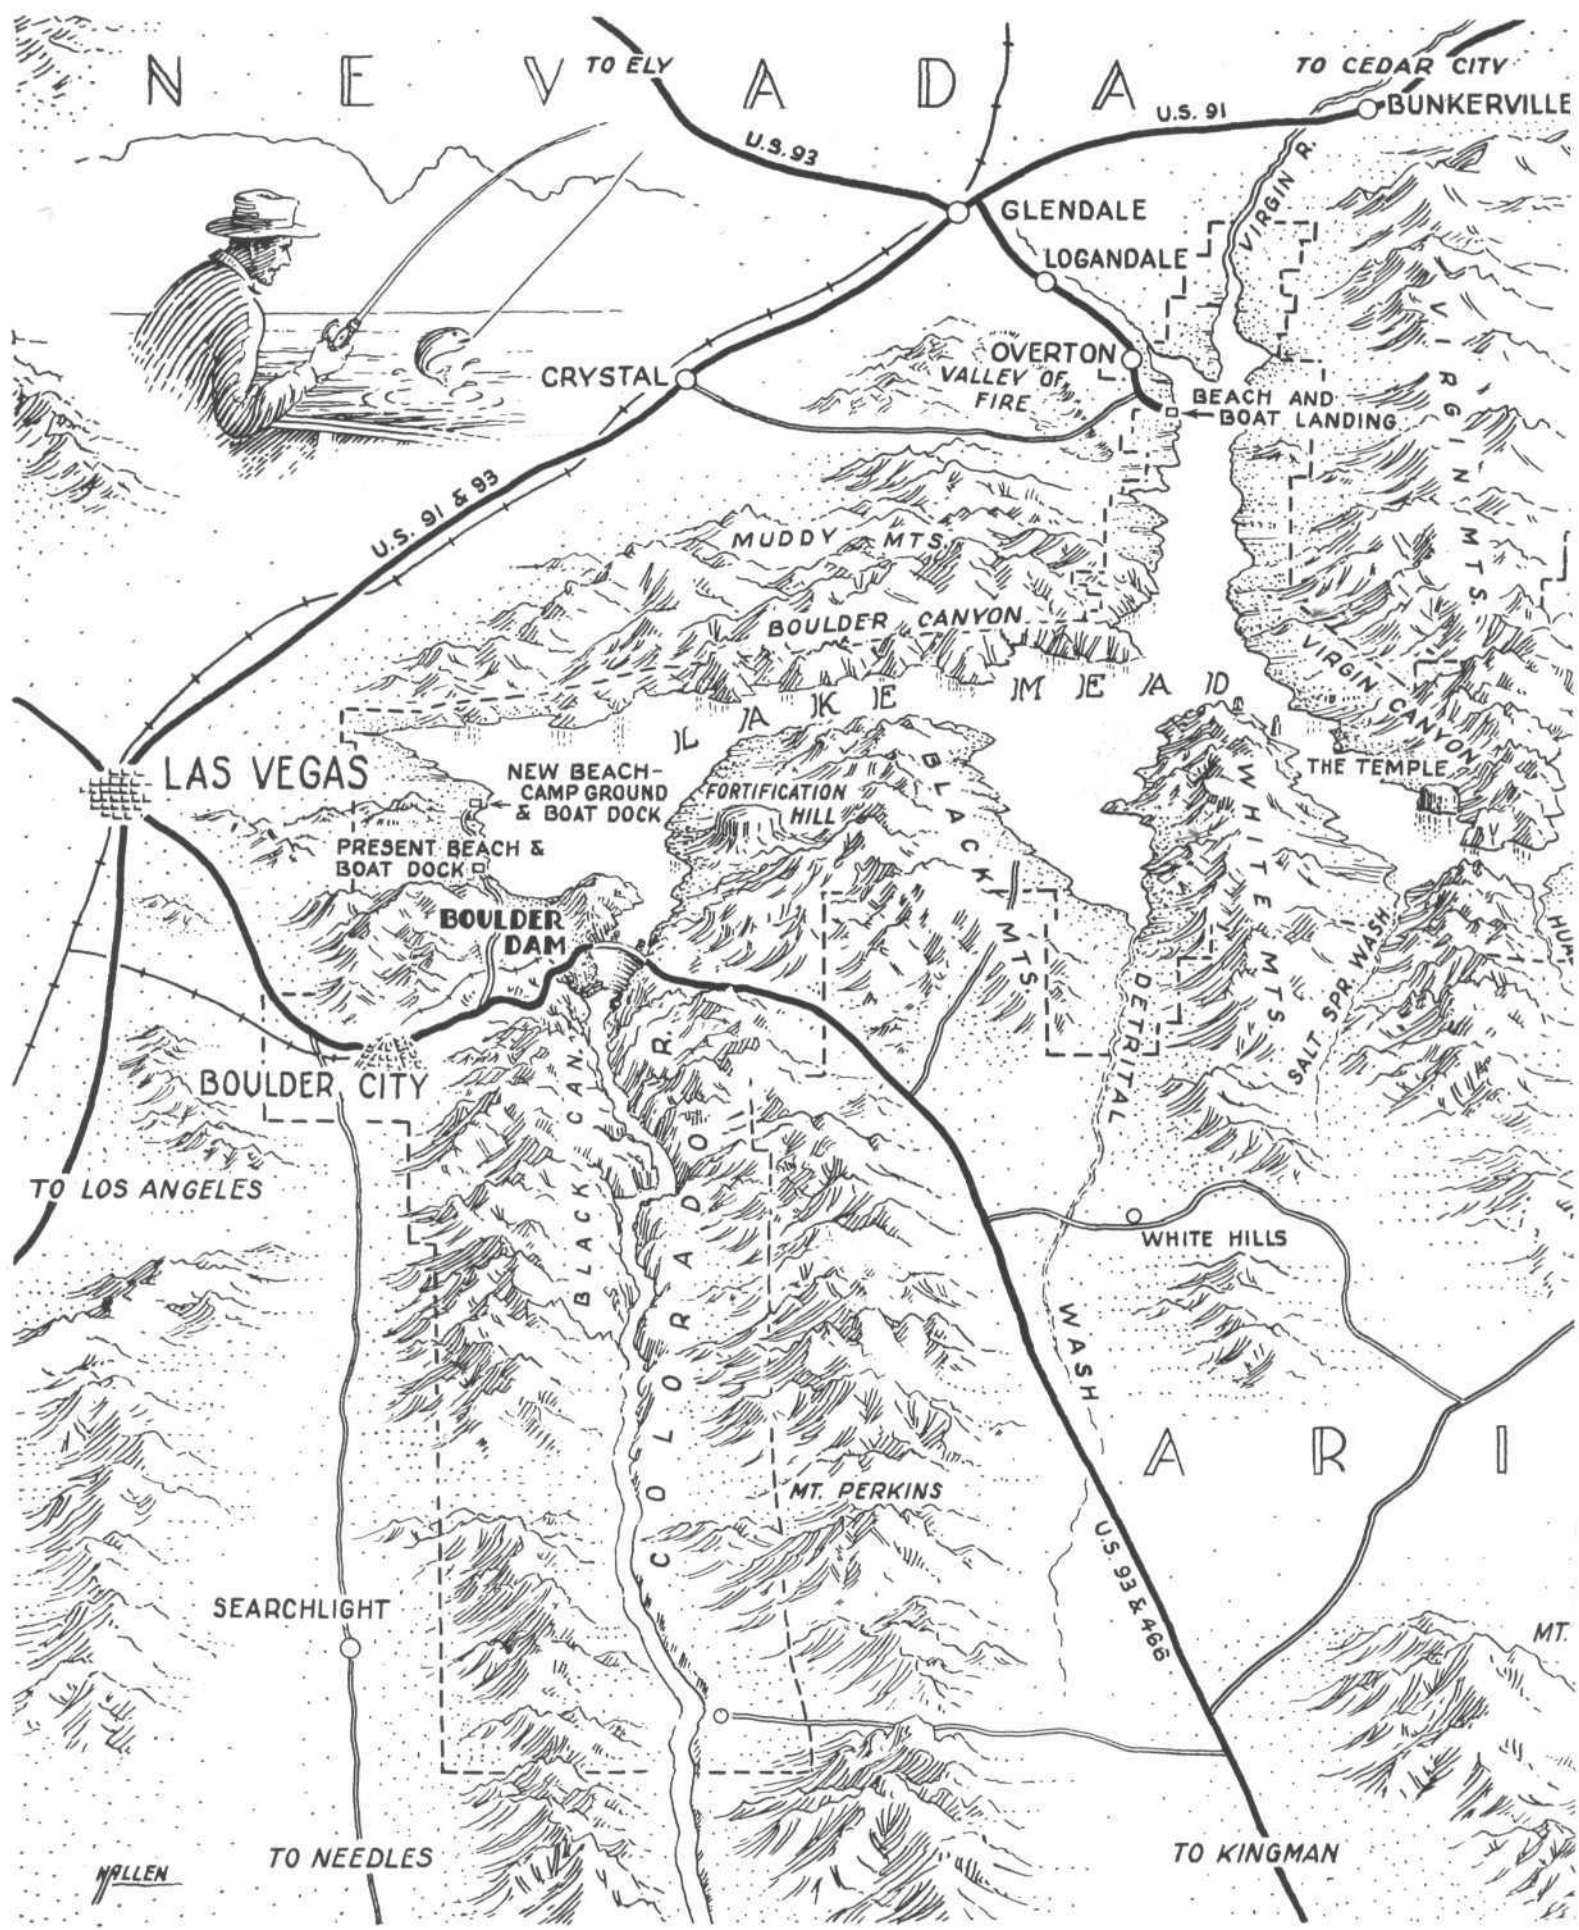 NEVADA
TO ELY
TO CEDAR CITY
BUNKERVILLE
U.S. 91
U.S. 93
VIRGIN R.
GLENDALE
LOGANDALE
OVERTON
VALLEY OF
FIRE
CRYSTAL
BEACH AND
BOAT LANDING
VIRGIN MTS.
U.S. 91 & 93
MUDDY MTS.
BOULDER CANYON
VIRGIN CANYON
LAKE MEAD
LAS VEGAS
NEW BEACH-
CAMP GROUND
& BOAT DOCK
FORTIFICATION
HILL
BLACK MTS
WHITE MTS
THE TEMPLE
PRESENT BEACH &
BOAT DOCK
BOULDER
DAM
DETRITAL
WASH
SALT SPR. WASH
BOULDER CITY
BLACK CAN.
COLORADO R.
TO LOS ANGELES
WHITE HILLS
ARI
MT. PERKINS
U.S. 93 & 466
SEARCHLIGHT
MT.
TO NEEDLES
TO KINGMAN